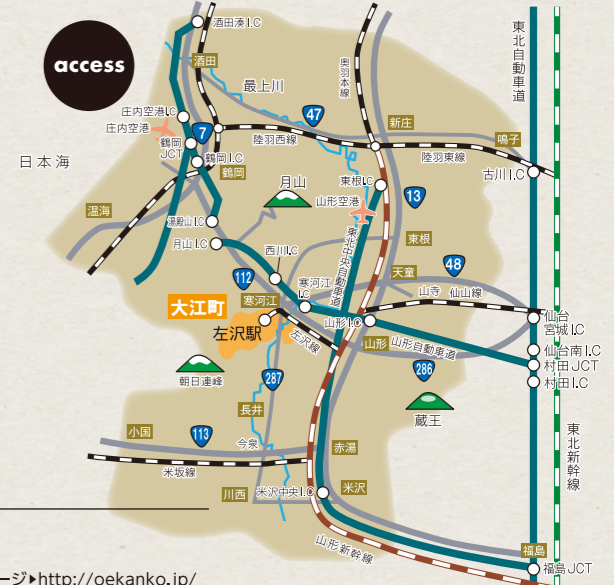 酒田湊I.C
東北自動車道
access
酒田
最上川
奥羽本線
庄内空港I.C
庄内空港
7
47
新庄
鳴子
陸羽西線
陸羽東線
鶴岡JCT
鶴岡I.C
鶴岡
日本海
古川I.C
月山
東根I.C
山形空港
13
温海
湯殿山I.C
月山I.C
東北中央自動車道
東根
西川I.C
48
天童
112
寒河江
寒河江I.C
山寺
仙山線
大江町
左沢駅
左沢線
山形I.C
仙台宮城I.C
山形
山形自動車道
仙台南I.C
村田JCT
村田I.C
朝日連峰
287
286
蔵王
長井
小国
113
今泉
赤湯
東北新幹線
米坂線
川西
米沢中央I.C
米沢
山形新幹線
福島
福島JCT
ージ▶http://oekanko.jp/